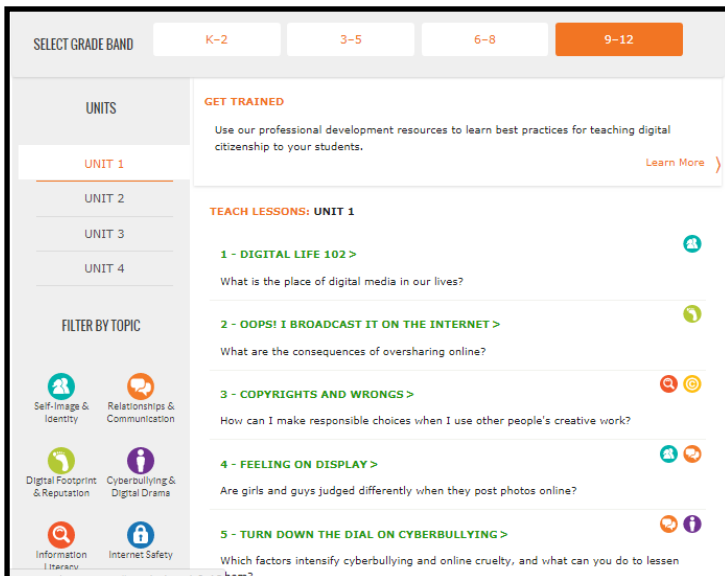 SELECT GRADE BAND
K–2
3–5
6–8
9–12
UNITS
UNIT 1
UNIT 2
UNIT 3
UNIT 4
FILTER BY TOPIC
Self-Image &
Identity
Relationships &
Communication
Digital Footprint
& Reputation
Cyberbullying &
Digital Drama
Information
Literacy
Internet Safety
GET TRAINED
Use our professional development resources to learn best practices for teaching digital
citizenship to your students.
Learn More
TEACH LESSONS: UNIT 1
1 - DIGITAL LIFE 102 >
What is the place of digital media in our lives?
2 - OOPS! I BROADCAST IT ON THE INTERNET >
What are the consequences of oversharing online?
3 - COPYRIGHTS AND WRONGS >
©
How can I make responsible choices when I use other people's creative work?
4 - FEELING ON DISPLAY >
Are girls and guys judged differently when they post photos online?
5 - TURN DOWN THE DIAL ON CYBERBULLYING >
Which factors intensify cyberbullying and online cruelty, and what can you do to lessen